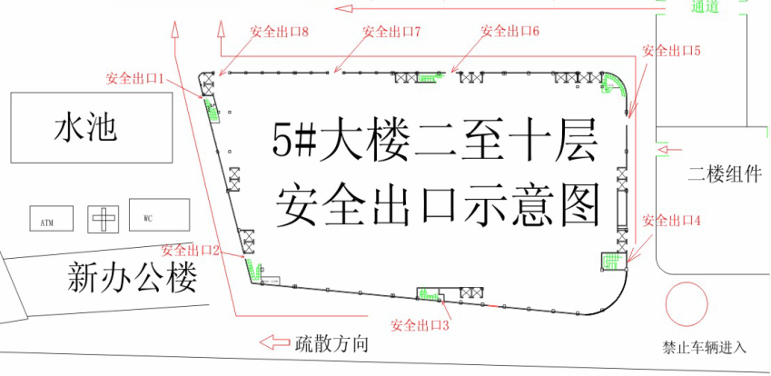 通道
安全出口8
安全出口7
安全出口6
安全出口5
安全出口1
水池
5#大楼二至十层
安全出口示意图
二楼组件
ATM
WC
安全出口4
安全出口2
新办公楼
安全出口3
疏散方向
禁止车辆进入